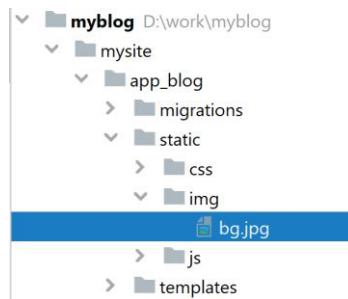 myblog D:\work\myblog
mysite
app_blog
migrations
static
css
img
bg.jpg
js
templates